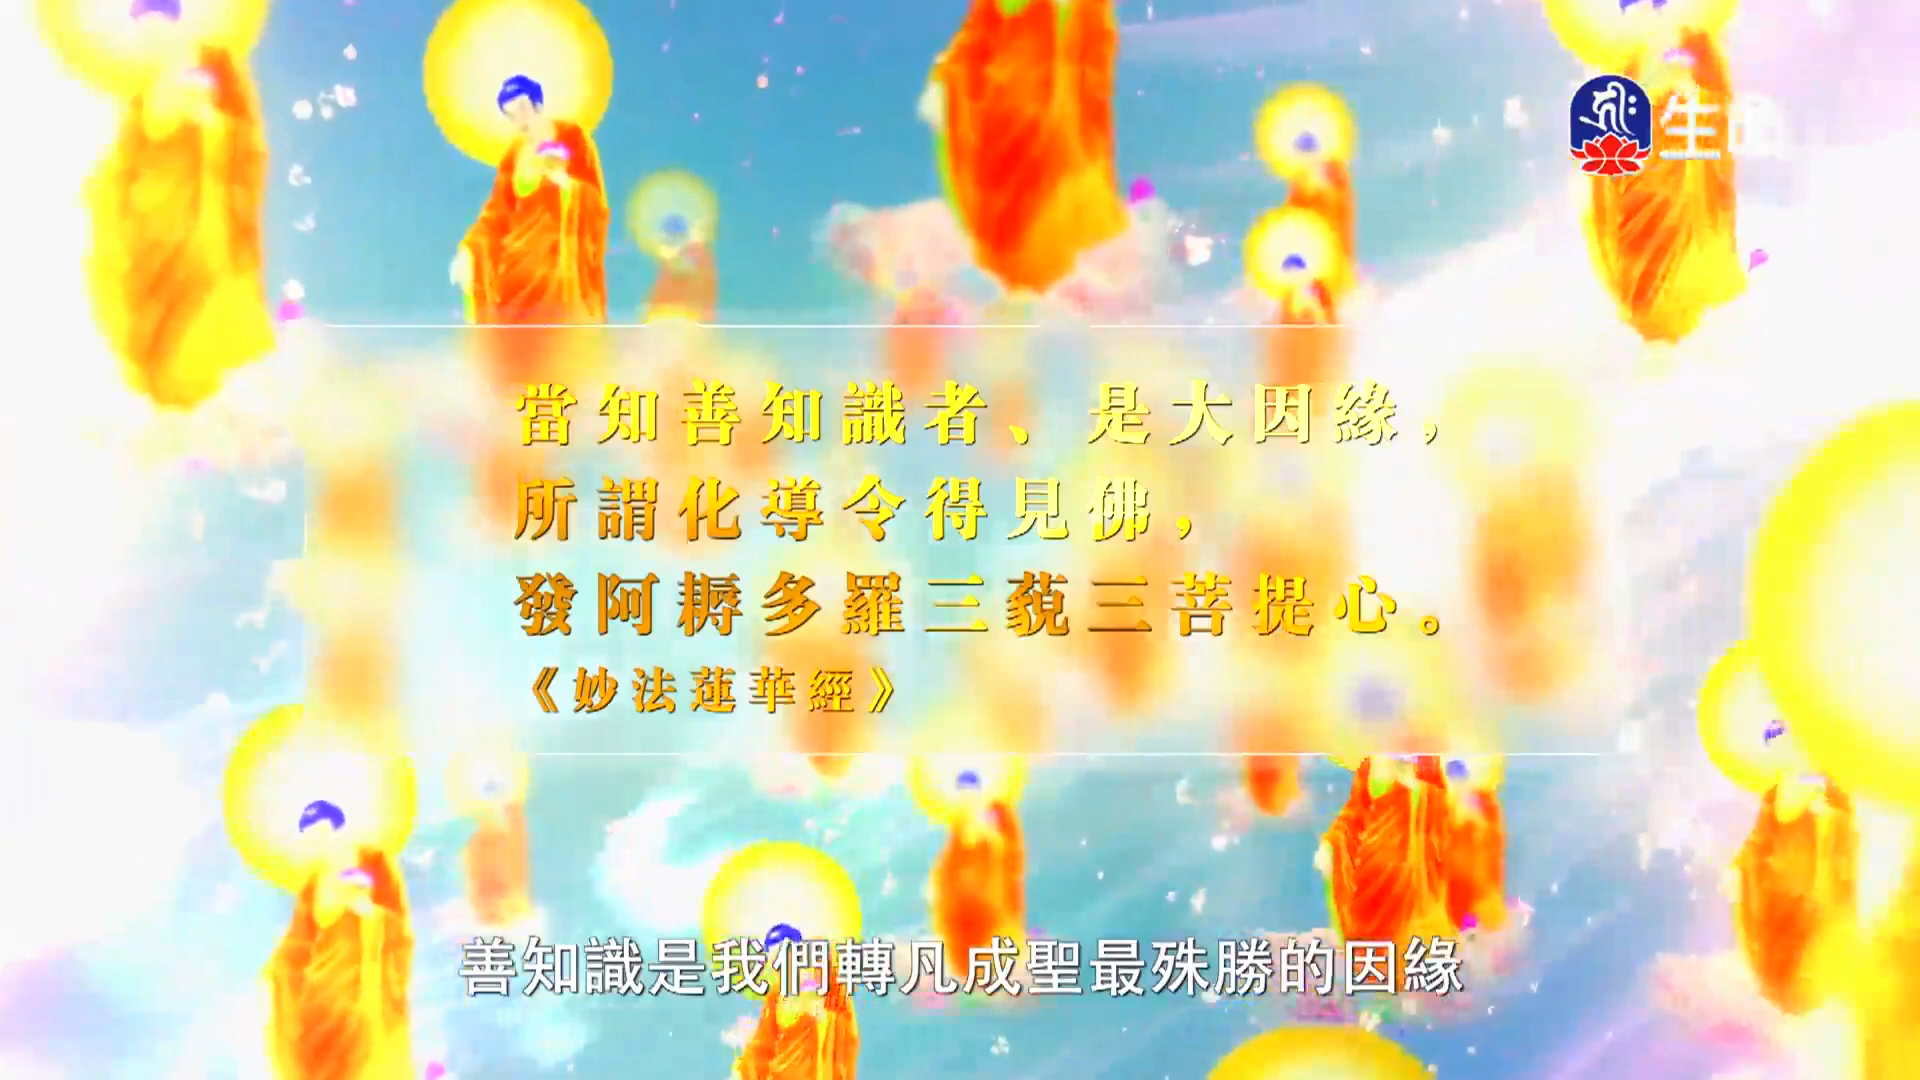 生命
當知善知識者、是大因緣，
所謂化導令得見佛，
發阿耨多羅三藐三菩提心。
《妙法蓮華經》
善知識是我們轉凡成聖最殊勝的因緣